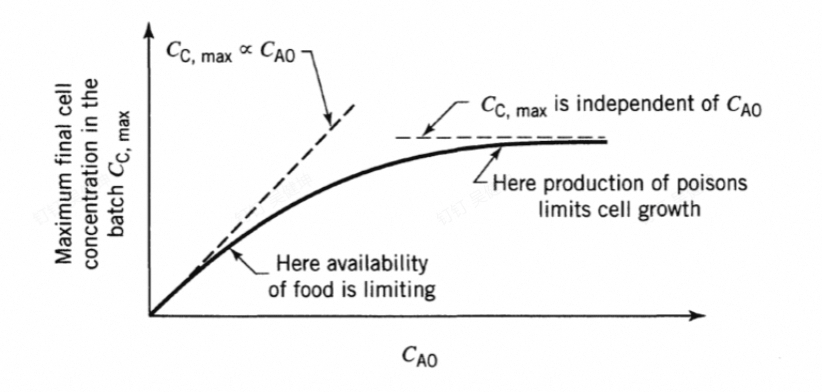 C_C, max ∝ C_A0
C_C, max is independent of C_A0
Maximum final cell
concentration in the
batch C_C, max
Here production of poisons
limits cell growth
Here availability
of food is limiting
C_A0